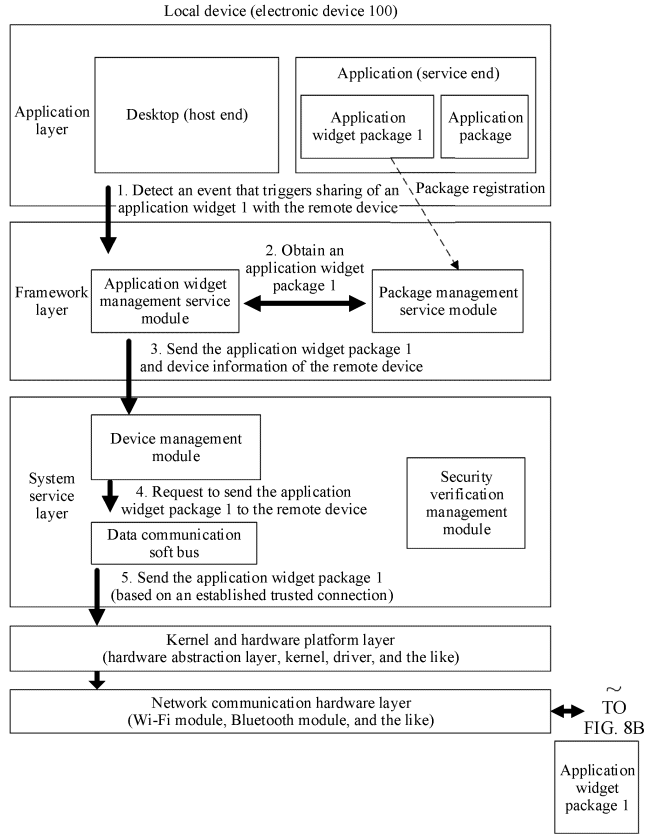 Local device (electronic device 100)
Application (service end)
Application
layer
Desktop (host end)
Application
widget package 1
Application
package
1. Detect an event that triggers sharing of an
application widget 1 with the remote device
Package registration
2. Obtain an
application widget
package 1
Framework
layer
Application widget
management service
module
Package management
service module
3. Send the application widget package 1
and device information of the remote device
System
service
layer
Device management
module
4. Request to send the application
widget package 1 to the remote device
Security
verification
management
module
Data communication
soft bus
5. Send the application widget package 1
(based on an established trusted connection)
Kernel and hardware platform layer
(hardware abstraction layer, kernel, driver, and the like)
Network communication hardware layer
(Wi-Fi module, Bluetooth module, and the like)
~
TO
FIG. 8B
Application
widget
package 1